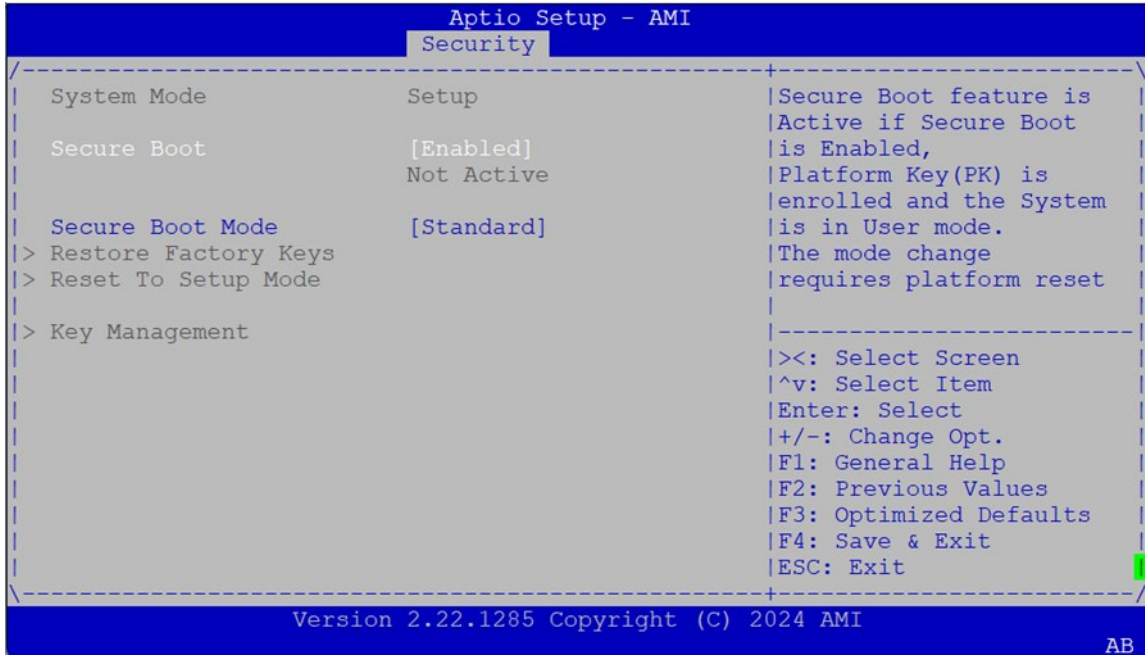 Aptio Setup - AMI
Security
/----------------------------------------------------+-------------------------\
| System Mode Setup |Secure Boot feature is |
| |Active if Secure Boot |
| Secure Boot [Enabled] |is Enabled, |
| Not Active |Platform Key(PK) is |
| |enrolled and the System |
| Secure Boot Mode [Standard] |is in User mode. |
|> Restore Factory Keys |The mode change |
|> Reset To Setup Mode |requires platform reset |
| | |
|> Key Management |-------------------------|
| |><: Select Screen |
| |^v: Select Item |
| |Enter: Select |
| |+/-: Change Opt. |
| |F1: General Help |
| |F2: Previous Values |
| |F3: Optimized Defaults |
| |F4: Save & Exit |
| |ESC: Exit |
\----------------------------------------------------+-------------------------/
Version 2.22.1285 Copyright (C) 2024 AMI
AB